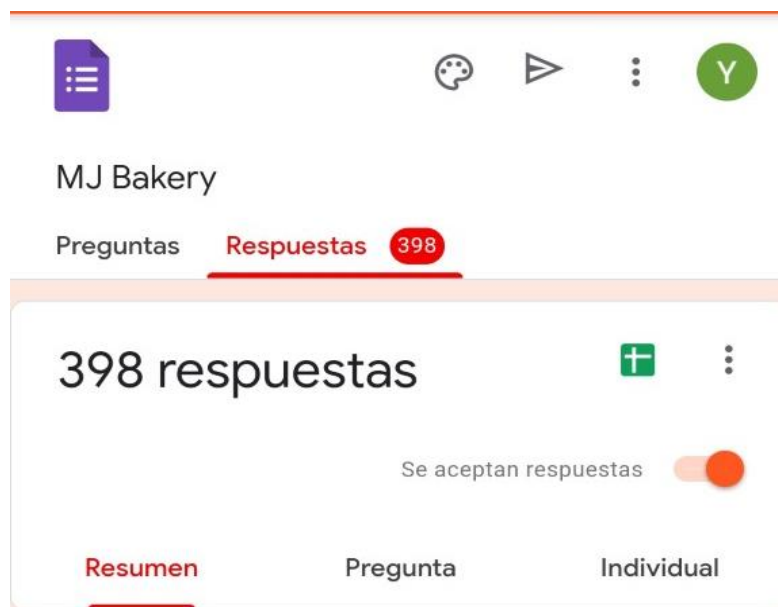 Y
MJ Bakery
Preguntas Respuestas 398
398 respuestas
Se aceptan respuestas
Resumen Pregunta Individual